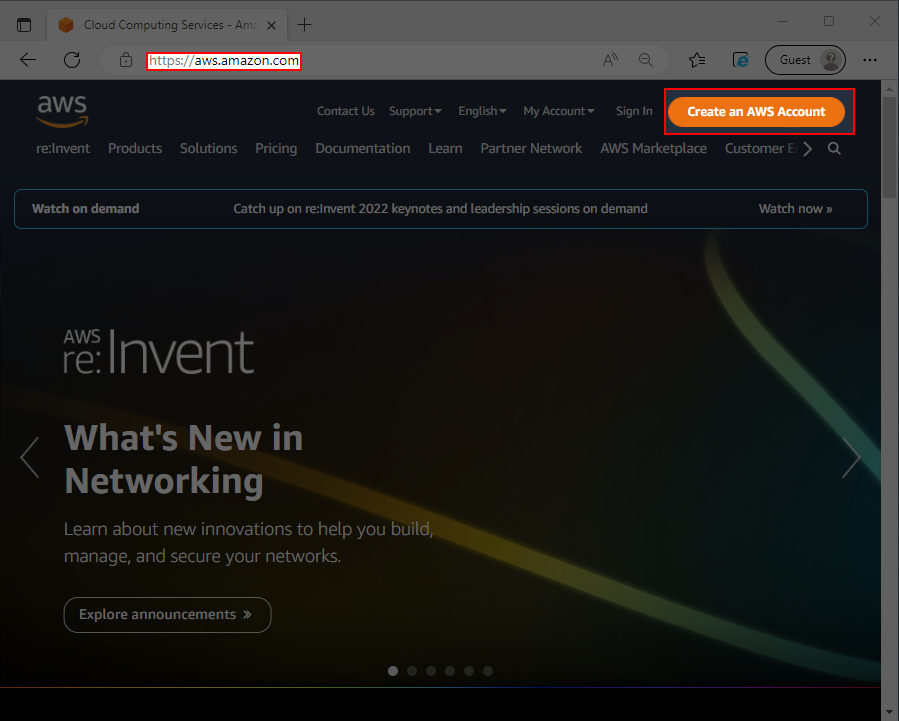 Cloud Computing Services - Ama
https://aws.amazon.com
Guest
aws
Contact Us Support English My Account Sign In Create an AWS Account
re:Invent Products Solutions Pricing Documentation Learn Partner Network AWS Marketplace Customer E
Watch on demand Catch up on re:Invent 2022 keynotes and leadership sessions on demand Watch now »
AWS
re:Invent
What's New in
Networking
Learn about new innovations to help you build,
manage, and secure your networks.
Explore announcements »